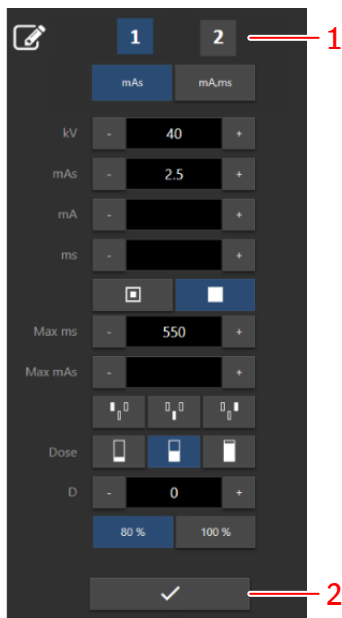 1 2 1
mAs mA,ms
kV - 40 +
mAs - 2.5 +
mA - +
ms - +
Max ms - 550 +
Max mAs - +
Dose
D - 0 +
80 % 100 %
2